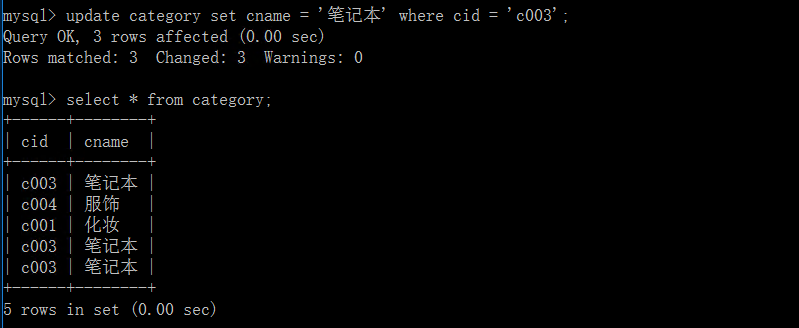 mysql> update category set cname = '笔记本' where cid = 'c003';
Query OK, 3 rows affected (0.00 sec)
Rows matched: 3  Changed: 3  Warnings: 0

mysql> select * from category;
+------+--------+
| cid  | cname  |
+------+--------+
| c003 | 笔记本 |
| c004 | 服饰   |
| c001 | 化妆   |
| c003 | 笔记本 |
| c003 | 笔记本 |
+------+--------+
5 rows in set (0.00 sec)